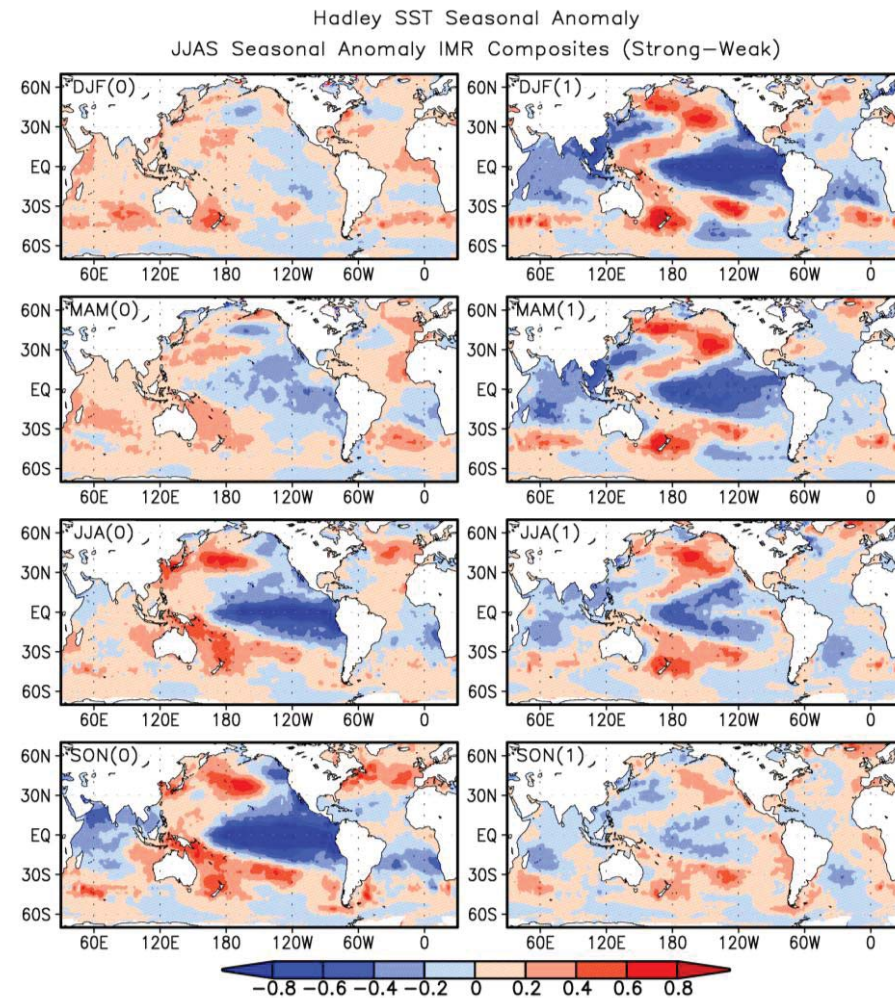 Hadley SST Seasonal Anomaly
JJAS Seasonal Anomaly IMR Composites (Strong-Weak)
DJF(0)
60N
30N
EQ
30S
60S
60E 120E 180 120W 60W 0
DJF(1)
60N
30N
EQ
30S
60S
60E 120E 180 120W 60W 0
MAM(0)
60N
30N
EQ
30S
60S
60E 120E 180 120W 60W 0
MAM(1)
60N
30N
EQ
30S
60S
60E 120E 180 120W 60W 0
JJA(0)
60N
30N
EQ
30S
60S
60E 120E 180 120W 60W 0
JJA(1)
60N
30N
EQ
30S
60S
60E 120E 180 120W 60W 0
SON(0)
60N
30N
EQ
30S
60S
60E 120E 180 120W 60W 0
SON(1)
60N
30N
EQ
30S
60S
60E 120E 180 120W 60W 0
-0.8 -0.6 -0.4 -0.2 0 0.2 0.4 0.6 0.8